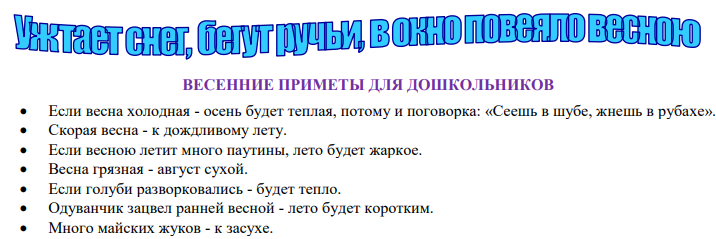 Уж тает снег, бегут ручьи, в окно повеяло весною
ВЕСЕННИЕ ПРИМЕТЫ ДЛЯ ДОШКОЛЬНИКОВ
• Если весна холодная - осень будет теплая, потому и поговорка: «Сеешь в шубе, жнешь в рубахе».
• Скорая весна - к дождливому лету.
• Если весною летит много паутины, лето будет жаркое.
• Весна грязная - август сухой.
• Если голуби разворковались - будет тепло.
• Одуванчик зацвел ранней весной - лето будет коротким.
• Много майских жуков - к засухе.